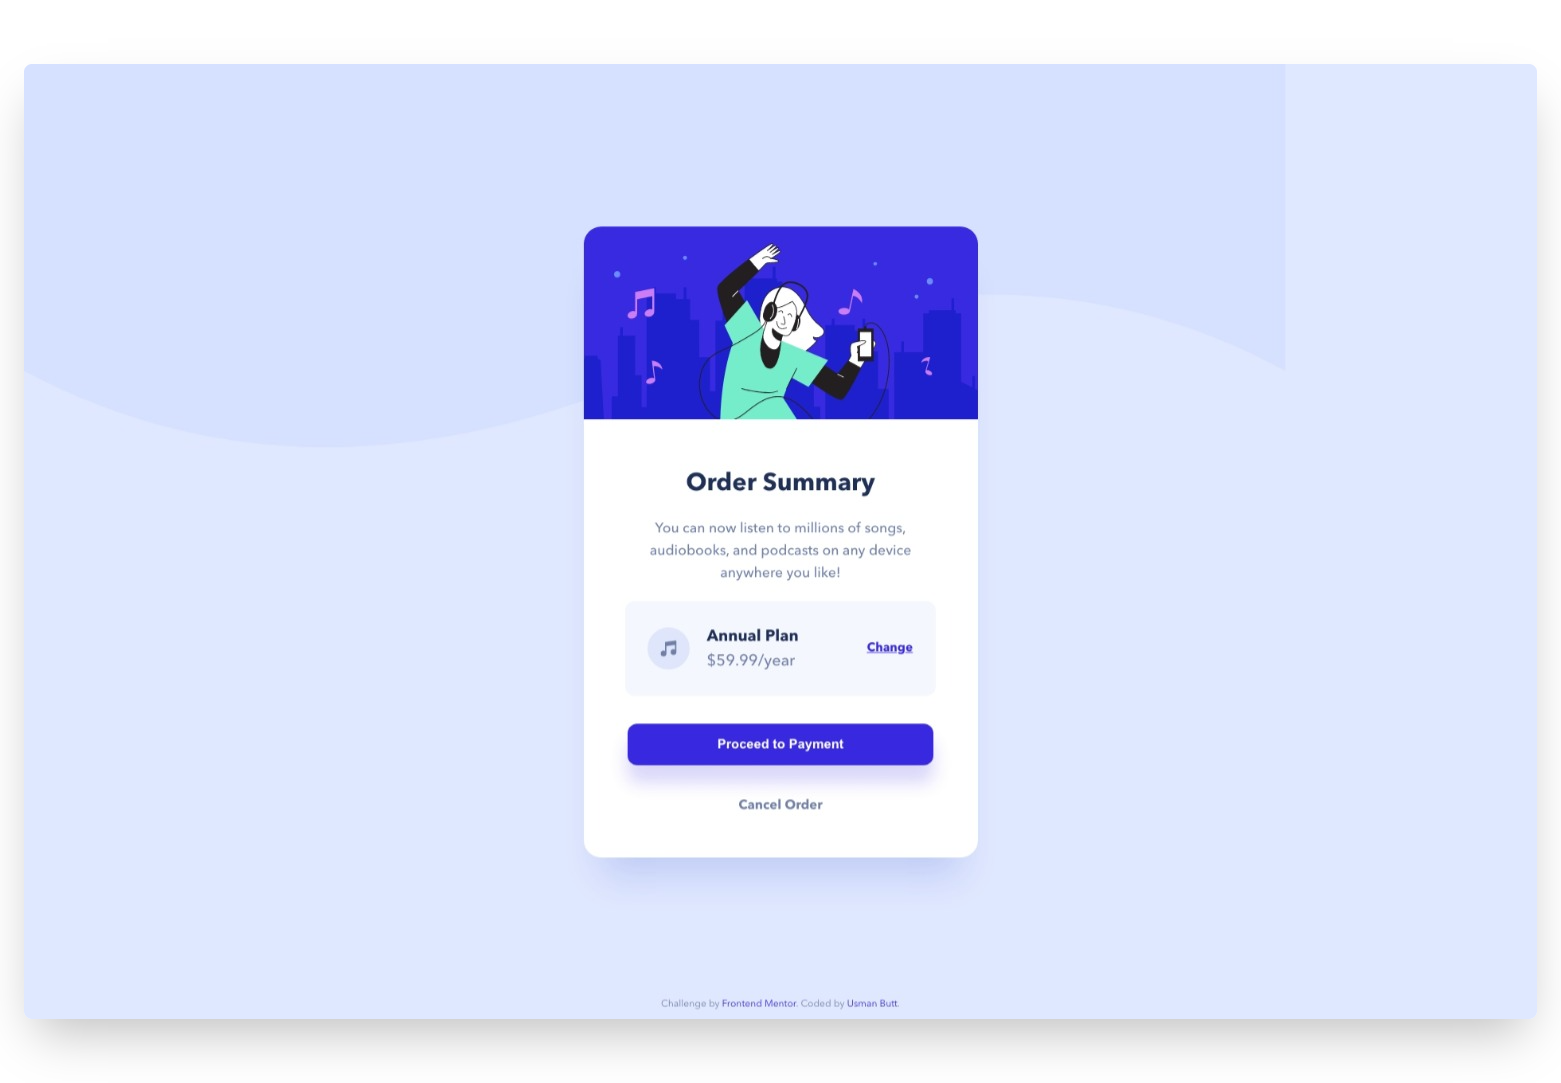 Order Summary
You can now listen to millions of songs,
audiobooks, and podcasts on any device
anywhere you like!
Annual Plan
$59.99/year
Change
Proceed to Payment
Cancel Order
Challenge by Frontend Mentor. Coded by Usman Butt.